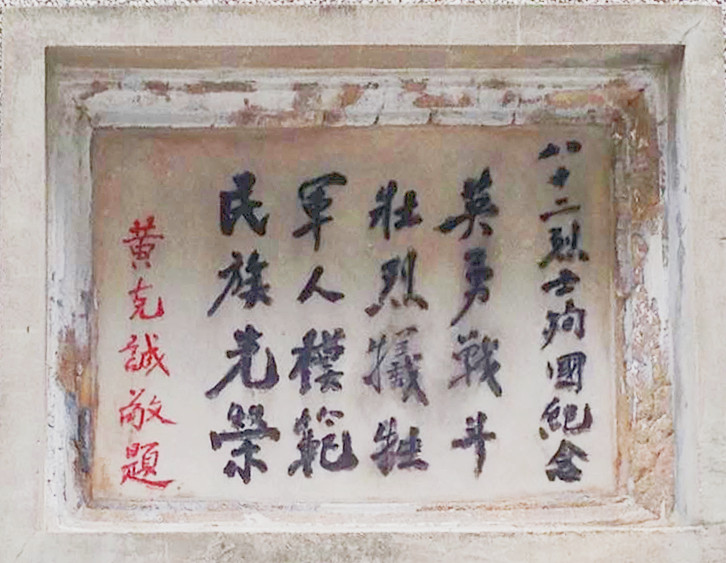 八十二烈士殉國紀念
英勇戰斗
壯烈犧牲
軍人模範
民族光榮
黃克誠敬題